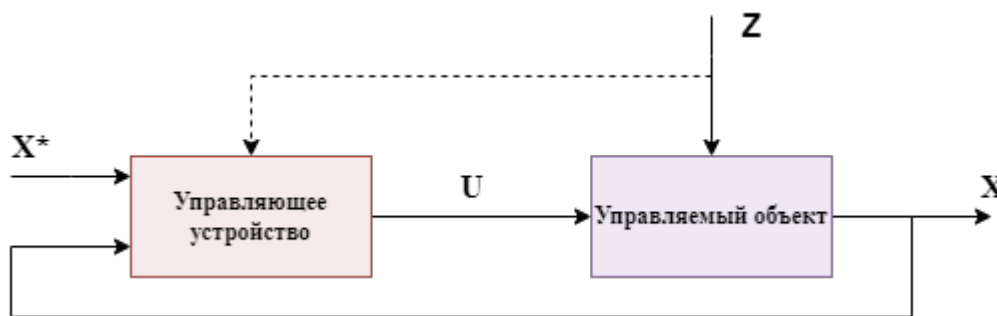 Z
X*
Управляющее
устройство
U
Управляемый объект
X